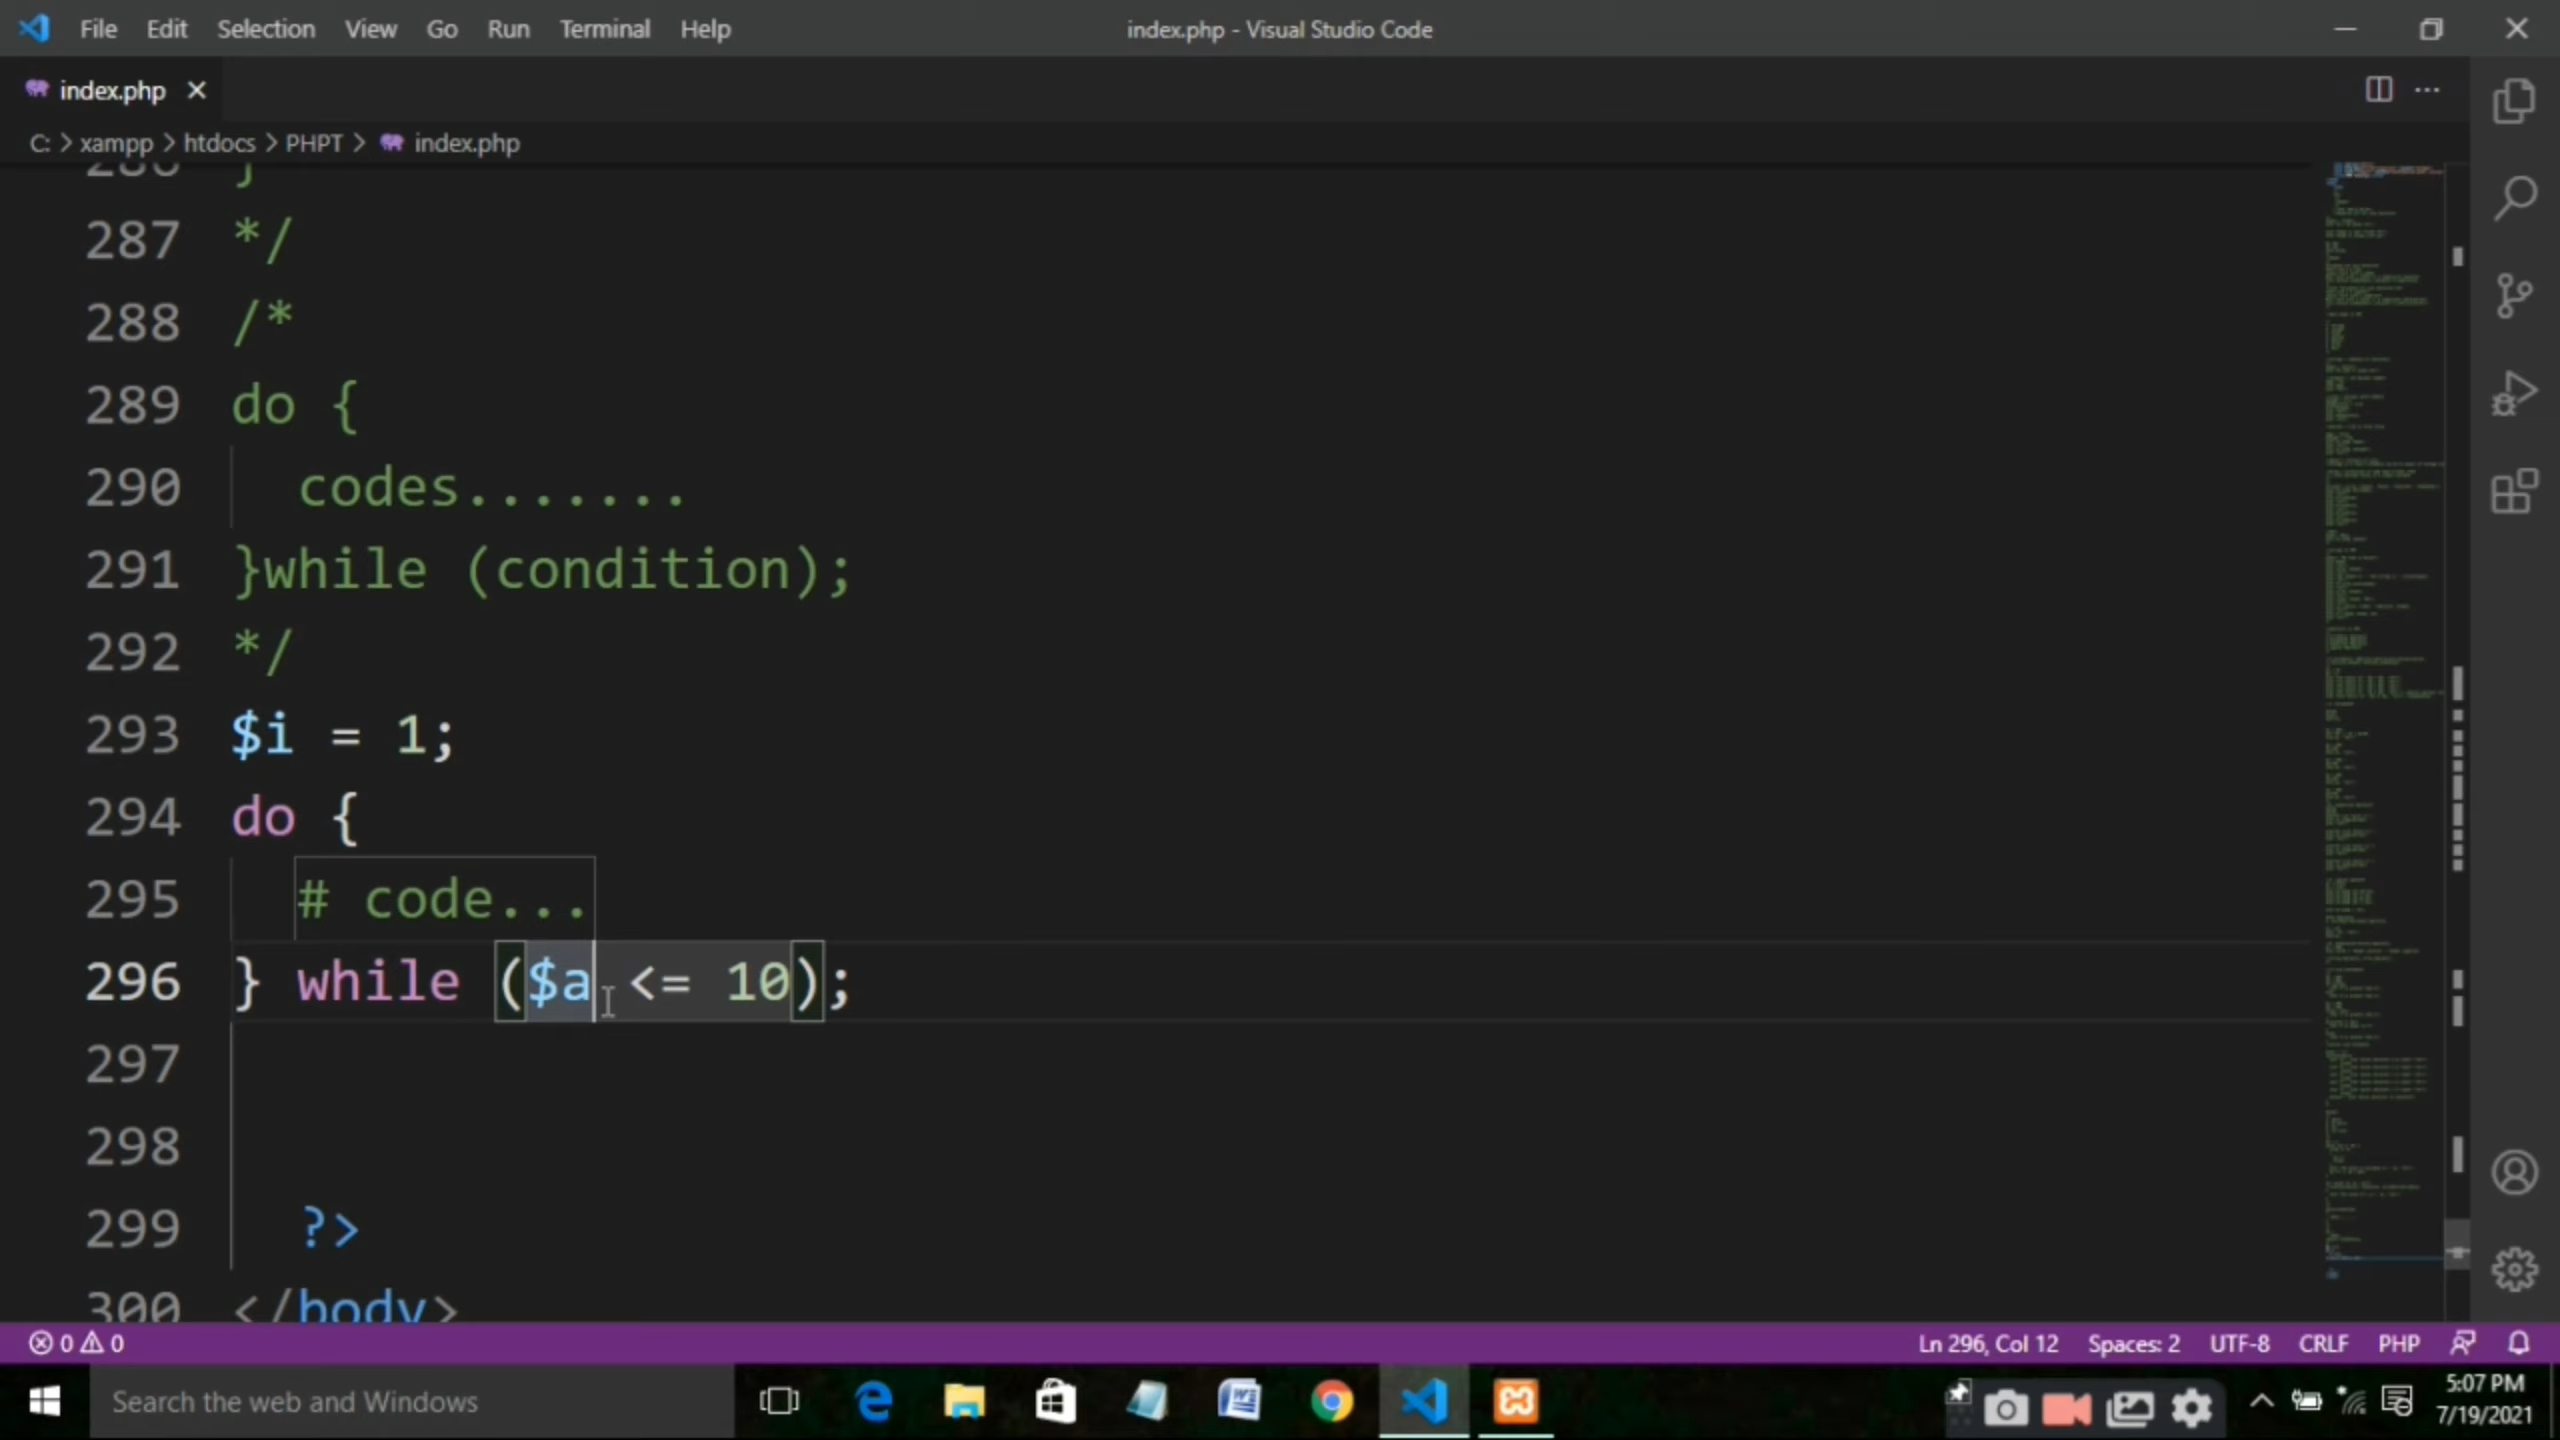 File Edit Selection View Go Run Terminal Help index.php - Visual Studio Code
index.php
C: > xampp > htdocs > PHPT > index.php
286 }
287 */
288 /*
289 do {
290 codes.......
291 }while (condition);
292 */
293 $i = 1;
294 do {
295 # code...
296 } while ($a <= 10);
297
298
299 ?>
300 </body>
0 0 Ln 296, Col 12 Spaces: 2 UTF-8 CRLF PHP
Search the web and Windows
5:07 PM
7/19/2021